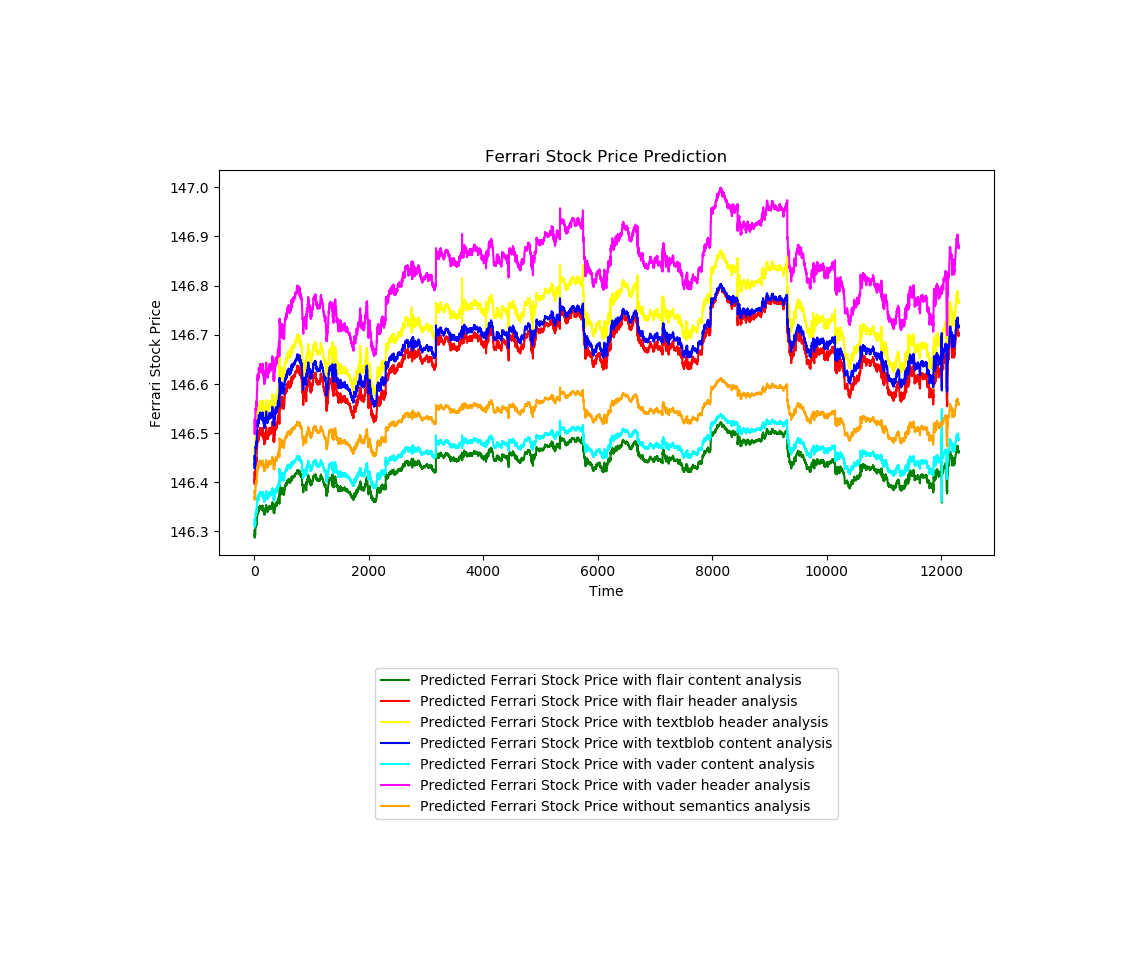 Ferrari Stock Price Prediction
147.0
146.9
146.8
146.7
146.6
146.5
146.4
146.3
Ferrari Stock Price
0 2000 4000 6000 8000 10000 12000
Time
Predicted Ferrari Stock Price with flair content analysis
Predicted Ferrari Stock Price with flair header analysis
Predicted Ferrari Stock Price with textblob header analysis
Predicted Ferrari Stock Price with textblob content analysis
Predicted Ferrari Stock Price with vader content analysis
Predicted Ferrari Stock Price with vader header analysis
Predicted Ferrari Stock Price without semantics analysis